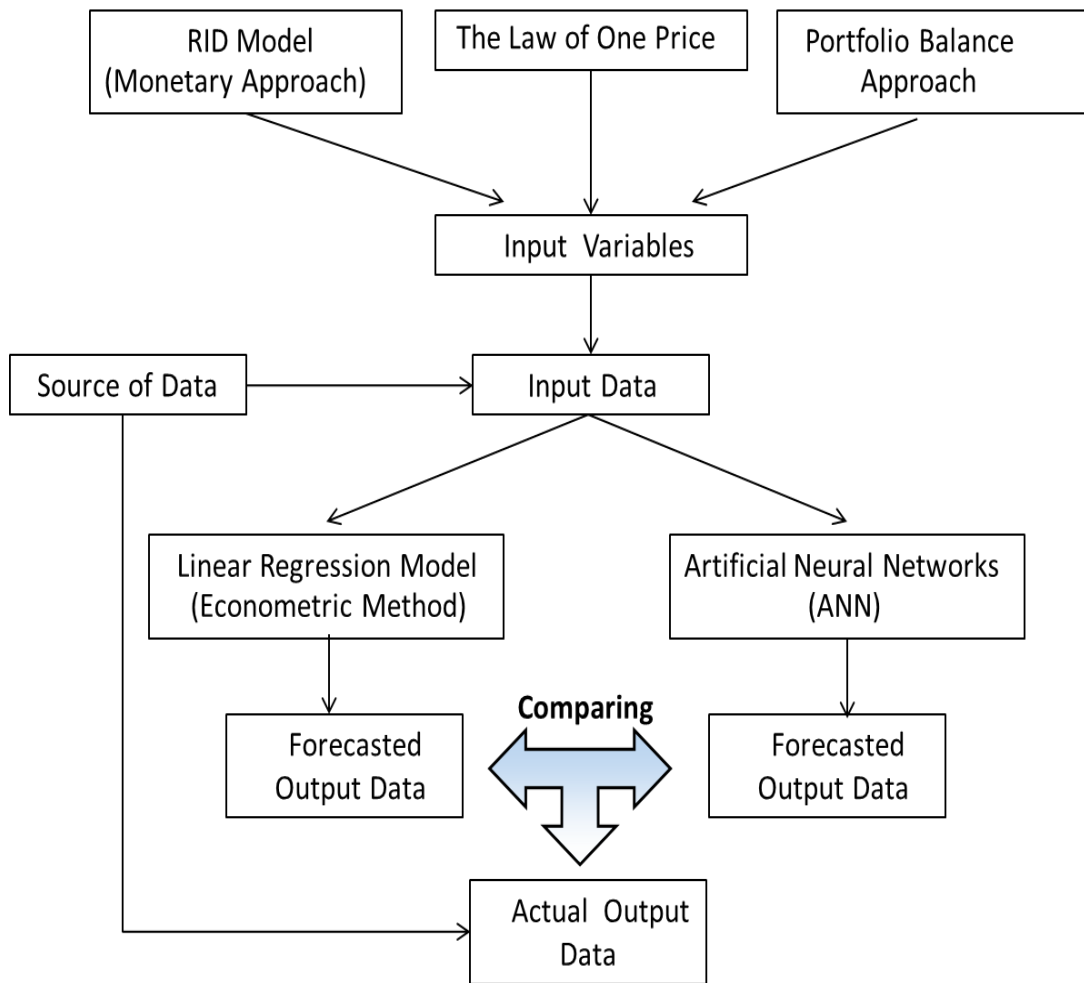 RID Model
(Monetary Approach)
The Law of One Price
Portfolio Balance
Approach
Input Variables
Source of Data
Input Data
Linear Regression Model
(Econometric Method)
Artificial Neural Networks
(ANN)
Comparing
Forecasted
Output Data
Forecasted
Output Data
Actual Output
Data